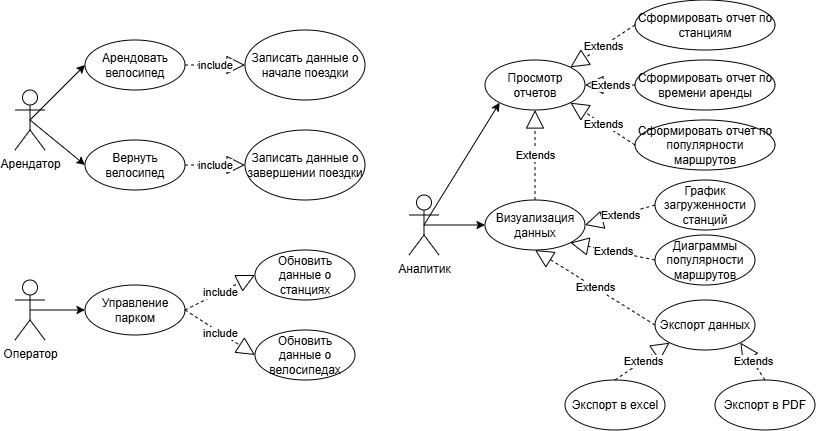 Арендовать
велосипед
include
Записать данные о
начале поездки
Арендатор
Вернуть
велосипед
include
Записать данные о
завершении поездки
Оператор
Управление
парком
include
Обновить
данные о
станциях
include
Обновить
данные о
велосипедах
Аналитик
Просмотр
отчетов
Extends
Сформировать отчет по
станциям
Extends
Сформировать отчет по
времени аренды
Extends
Сформировать отчет по
популярности
маршрутов
Extends
Визуализация
данных
Extends
График
загруженности
станций
Extends
Диаграммы
популярности
маршрутов
Extends
Экспорт данных
Extends
Extends
Экспорт в excel
Экспорт в PDF